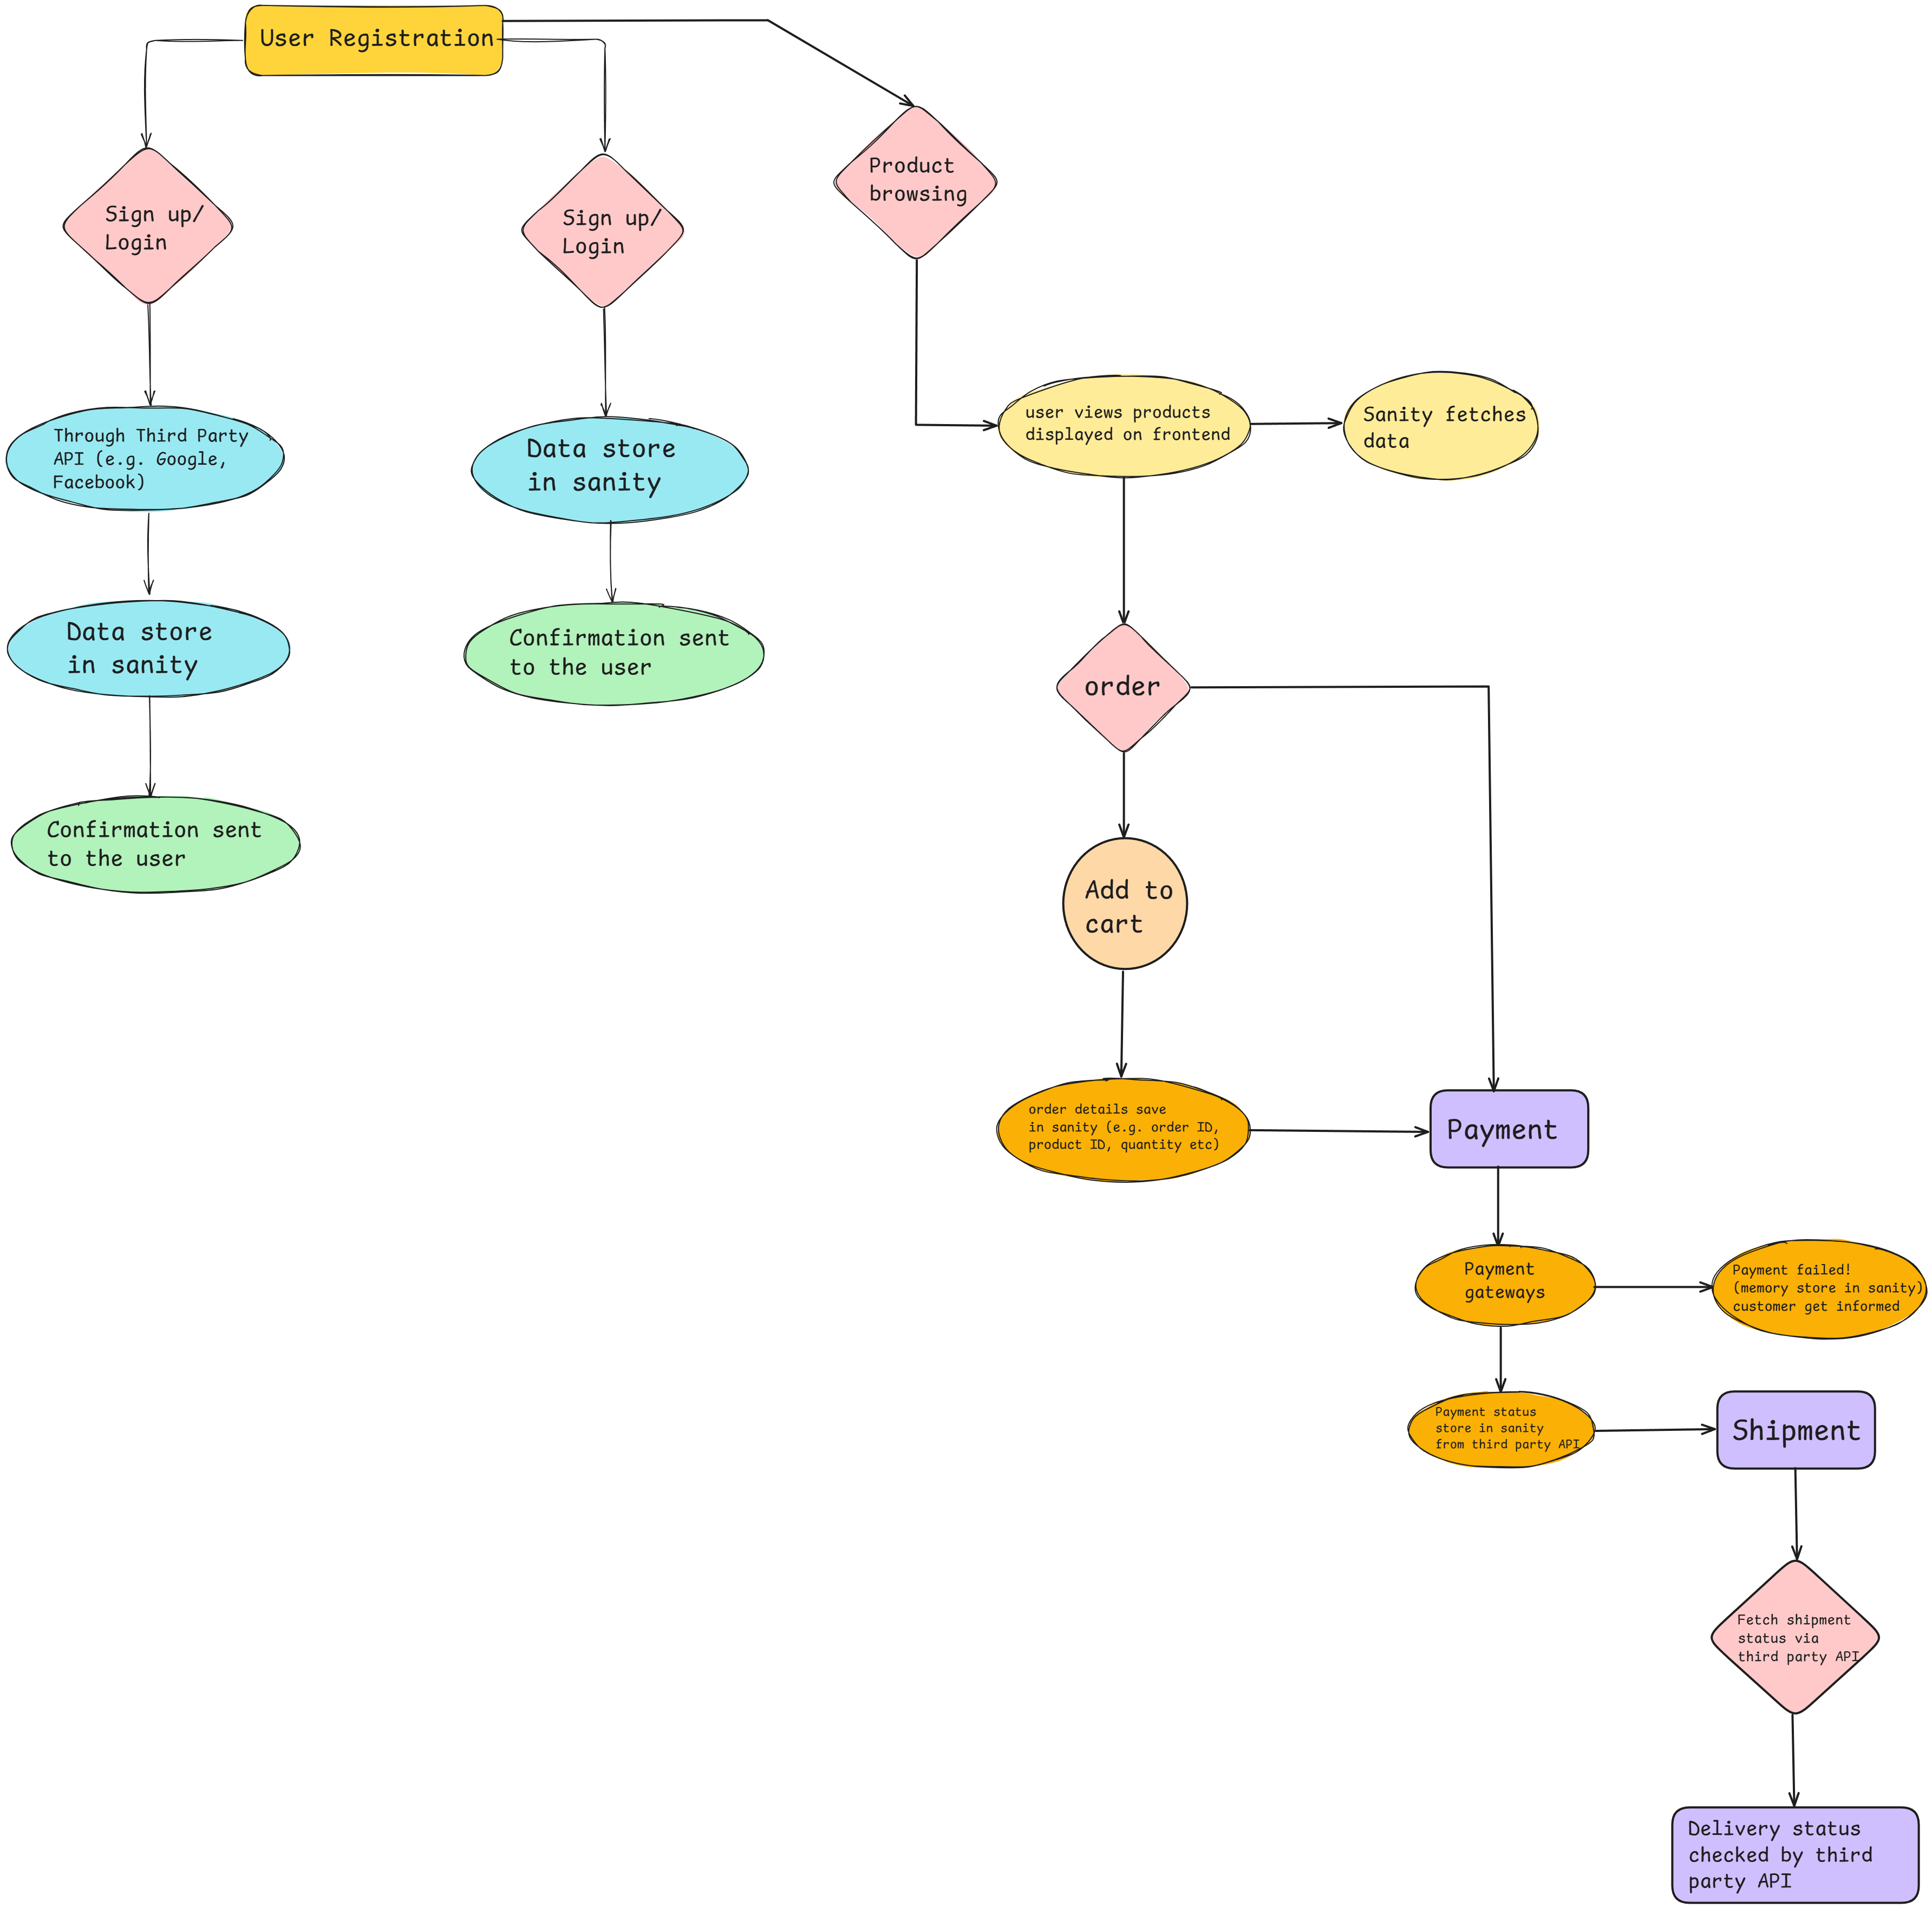 User Registration
Sign up/
Login
Sign up/
Login
Product
browsing
Through Third Party
API (e.g. Google,
Facebook)
Data store
in sanity
user views products
displayed on frontend
Sanity fetches
data
Data store
in sanity
Confirmation sent
to the user
Confirmation sent
to the user
order
Add to
cart
order details save
in sanity (e.g. order ID,
product ID, quantity etc)
Payment
Payment
gateways
Payment failed!
(memory store in sanity)
customer get informed
Payment status
store in sanity
from third party API
Shipment
Fetch shipment
status via
third party API
Delivery status
checked by third
party API